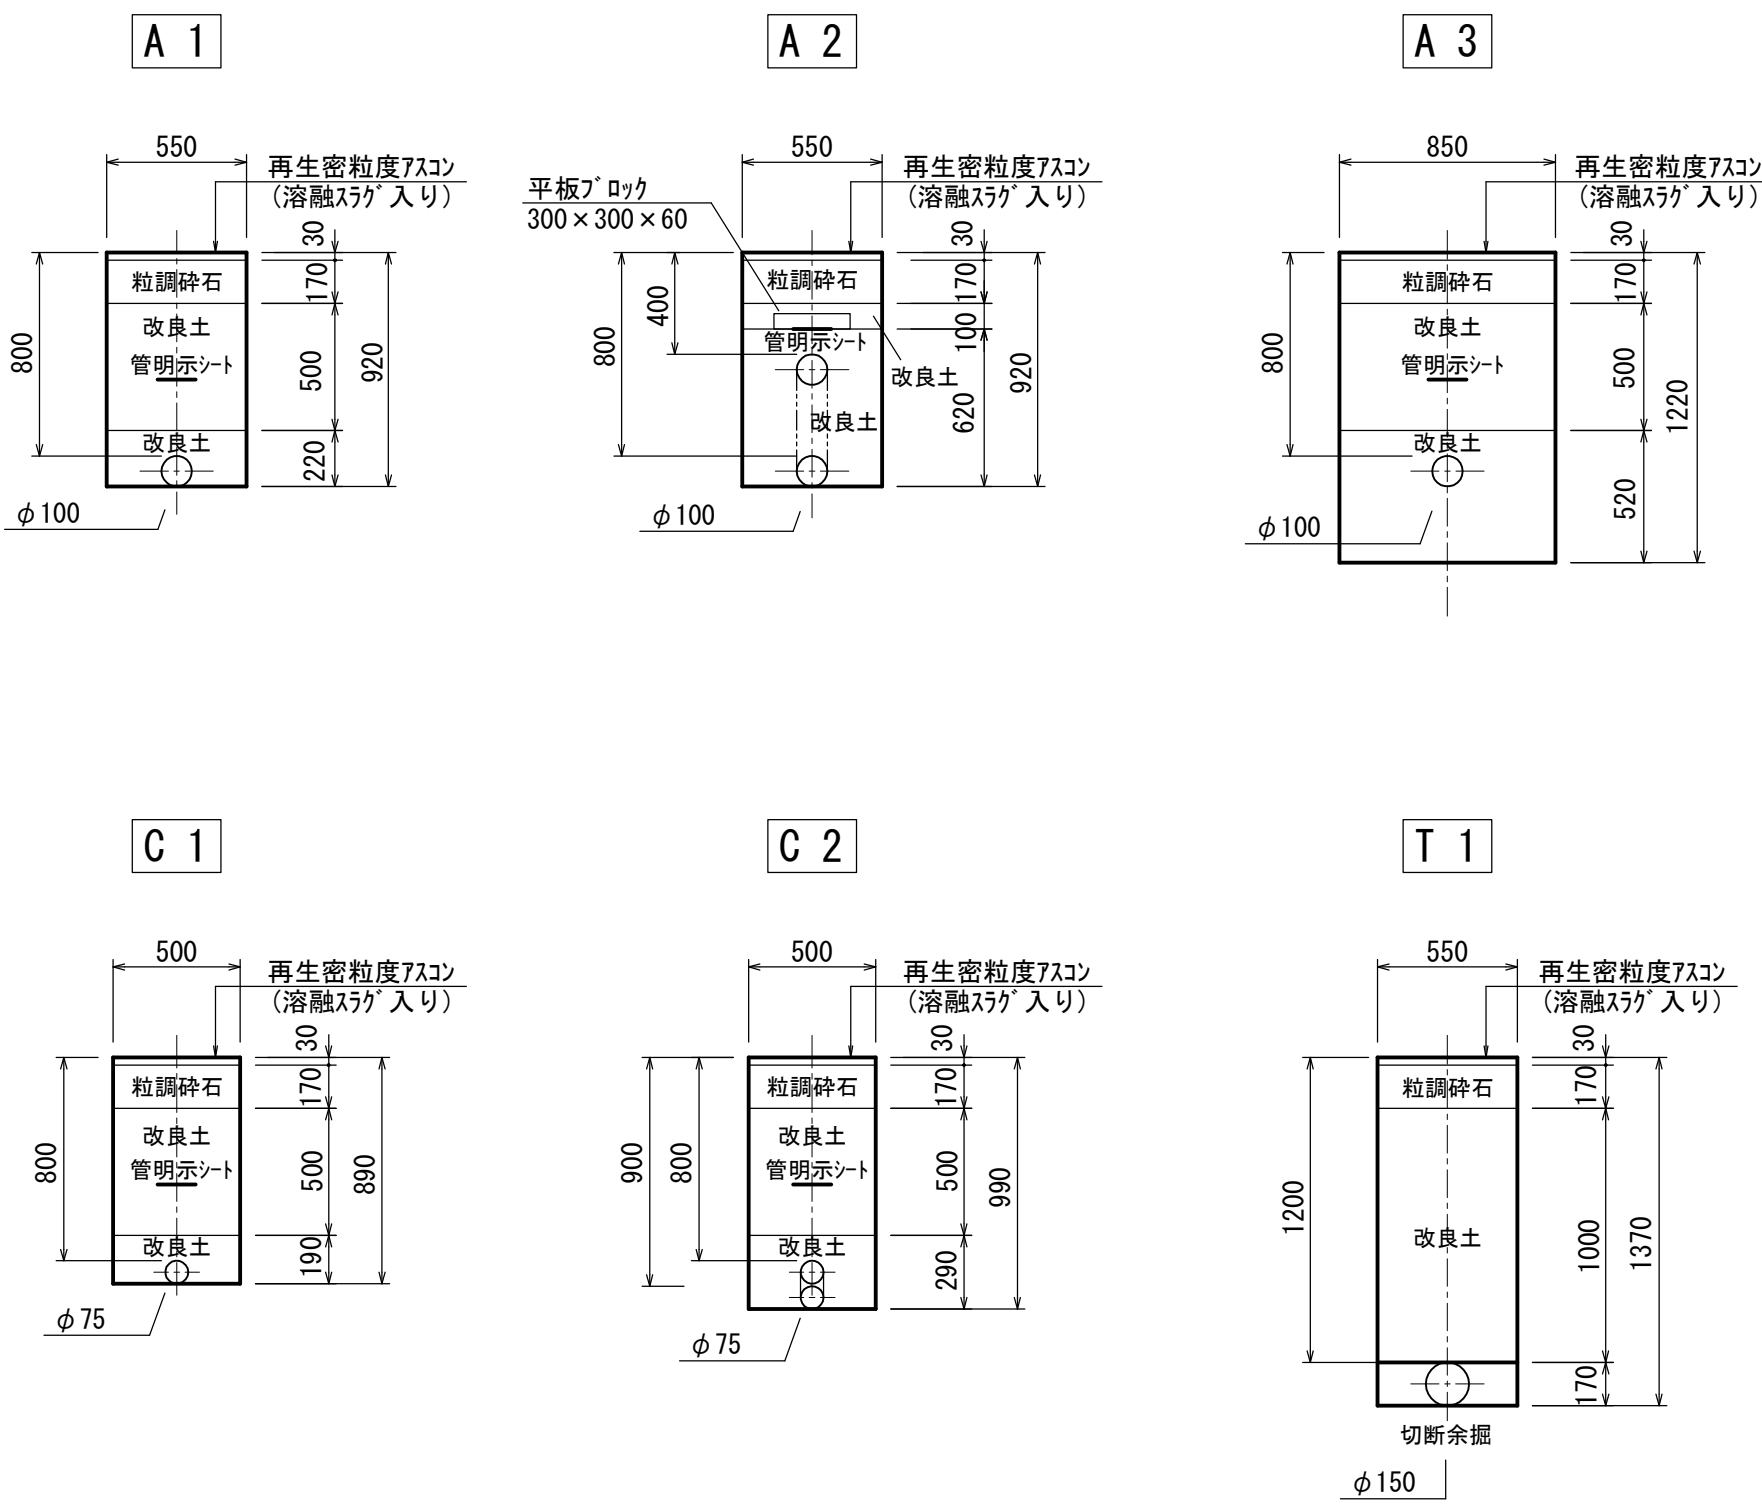 A 1
550
再生密粒度ｱｽｺﾝ
(溶融ｽﾗｸﾞ入り)
30
粒調砕石
170
改良土
800
管明示ｼｰﾄ
500
920
改良土
220
φ100
A 2
550
再生密粒度ｱｽｺﾝ
(溶融ｽﾗｸﾞ入り)
平板ﾌﾞﾛｯｸ
300×300×60
30
粒調砕石
170
400
100
管明示ｼｰﾄ
800
改良土
920
改良土
620
φ100
A 3
850
再生密粒度ｱｽｺﾝ
(溶融ｽﾗｸﾞ入り)
30
粒調砕石
170
改良土
800
管明示ｼｰﾄ
500
1220
改良土
520
φ100
C 1
500
再生密粒度ｱｽｺﾝ
(溶融ｽﾗｸﾞ入り)
30
粒調砕石
170
改良土
800
管明示ｼｰﾄ
500
890
改良土
190
φ75
C 2
500
再生密粒度ｱｽｺﾝ
(溶融ｽﾗｸﾞ入り)
30
粒調砕石
170
改良土
900
800
管明示ｼｰﾄ
500
990
改良土
290
φ75
T 1
550
再生密粒度ｱｽｺﾝ
(溶融ｽﾗｸﾞ入り)
30
粒調砕石
170
1200
改良土
1000
1370
170
切断余掘
φ150